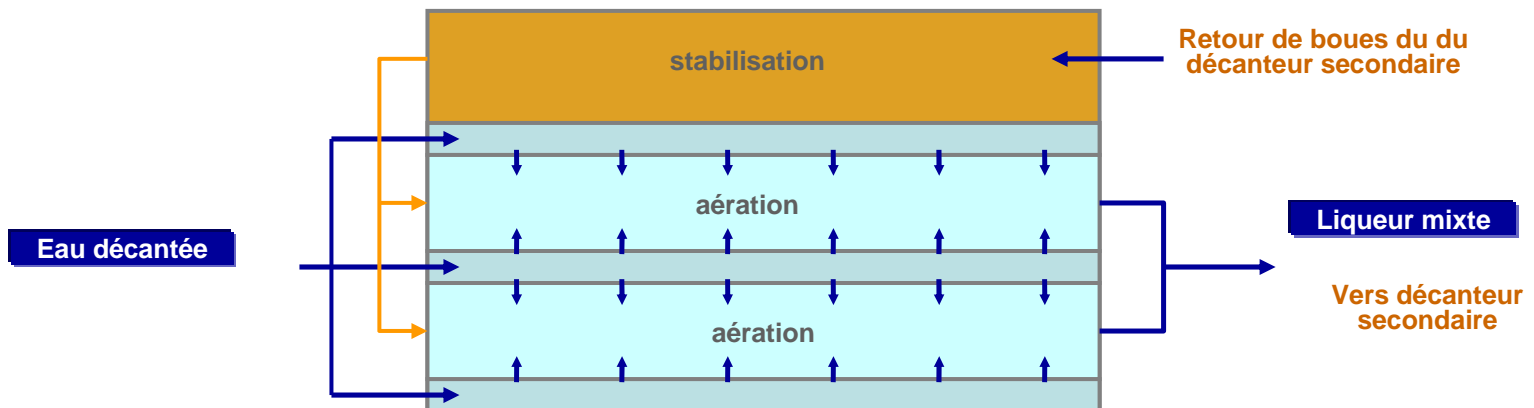 stabilisation
Retour de boues du du
décanteur secondaire
aération
Eau décantée
Liqueur mixte
aération
Vers décanteur
secondaire